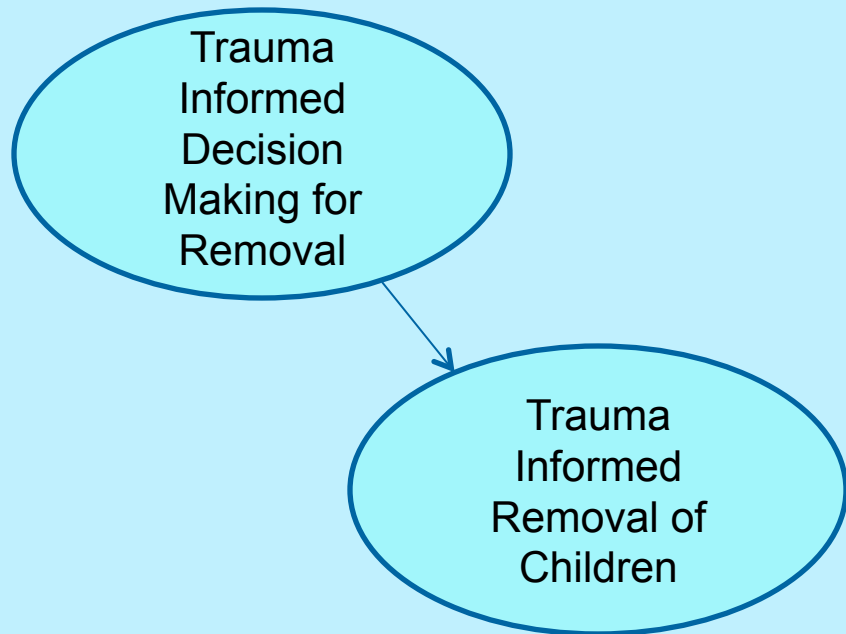 Trauma
Informed
Decision
Making for
Removal
Trauma
Informed
Removal of
Children